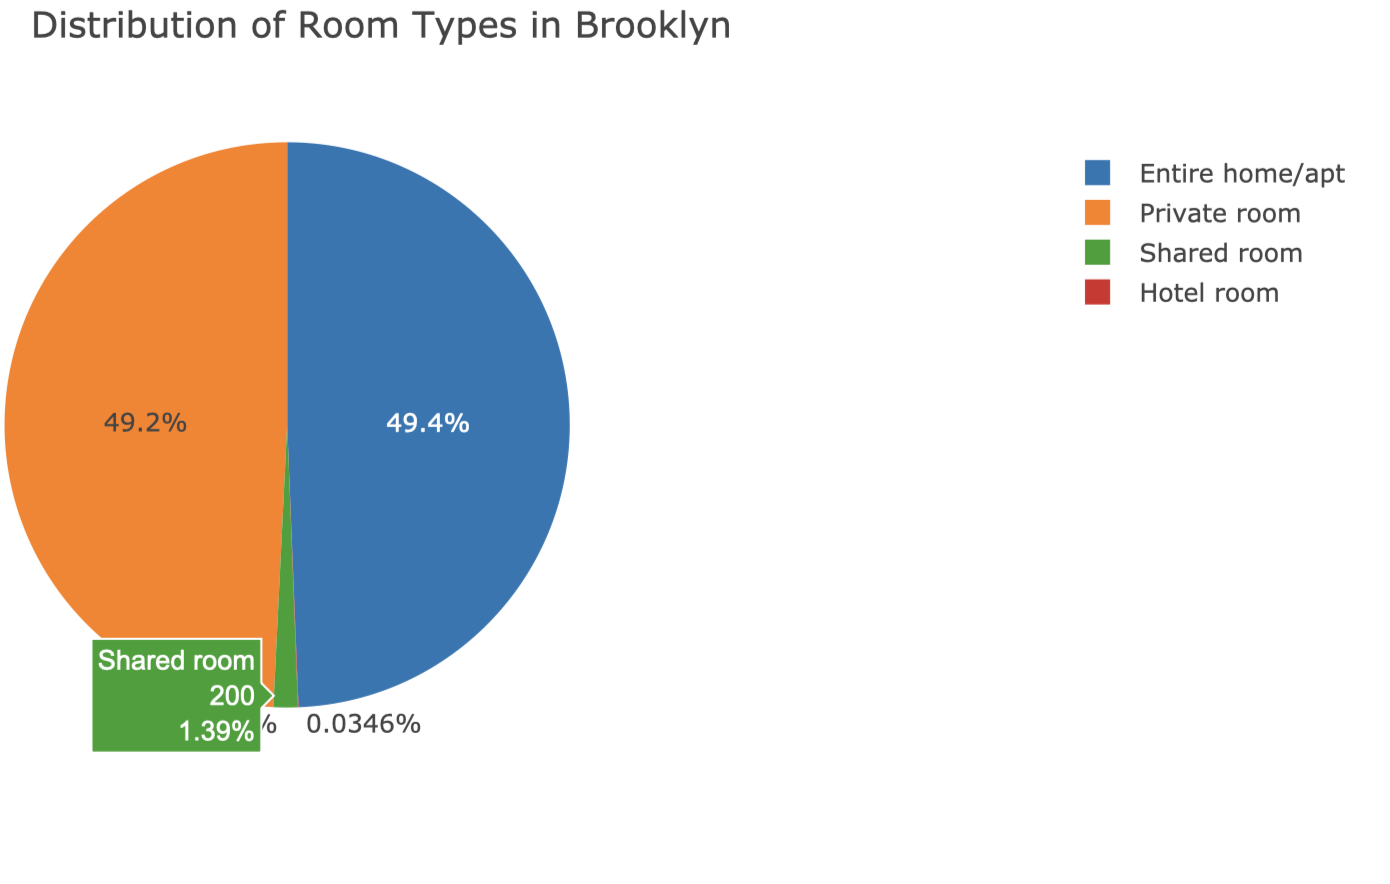 Distribution of Room Types in Brooklyn
Entire home/apt
Private room
Shared room
Hotel room
49.2%
49.4%
Shared room
200
1.39%
%
0.0346%